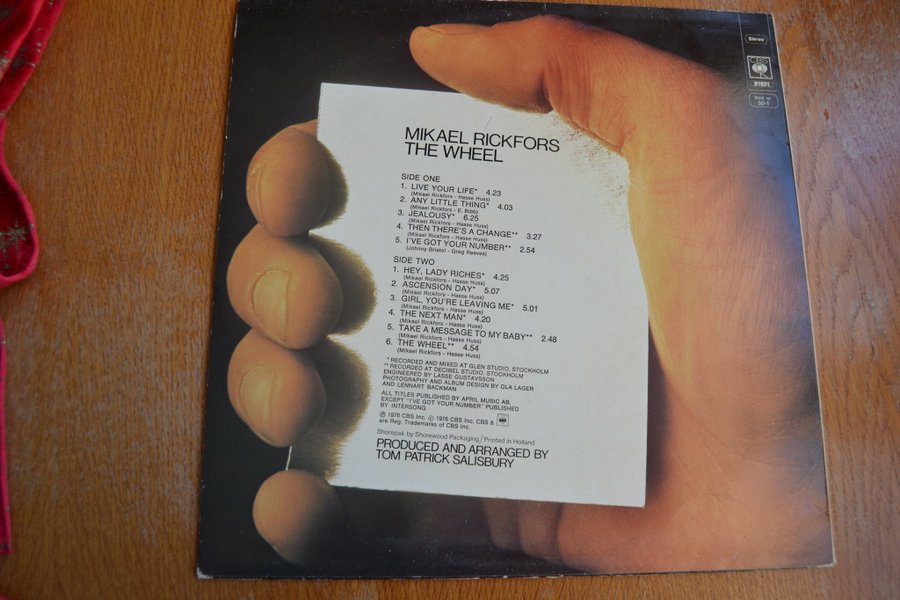 Stereo
CBS
81631
Kod nr
50-1
MIKAEL RICKFORS
THE WHEEL
SIDE ONE
1. LIVE YOUR LIFE* 4.23
(Mikael Rickfors - Hasse Huss)
2. ANY LITTLE THING* 4.03
(Mikael Rickfors - E. Bibb)
3. JEALOUSY* 6.25
(Mikael Rickfors - Hasse Huss)
4. THEN THERE'S A CHANGE** 3.27
(Mikael Rickfors - Hasse Huss)
5. I'VE GOT YOUR NUMBER** 2.54
(Johnny Bristol - Greg Reeves)
SIDE TWO
1. HEY, LADY RICHES* 4.25
(Mikael Rickfors - Hasse Huss)
2. ASCENSION DAY* 5.07
(Mikael Rickfors - Hasse Huss)
3. GIRL, YOU'RE LEAVING ME* 5.01
(Mikael Rickfors - Hasse Huss)
4. THE NEXT MAN* 4.20
(Mikael Rickfors - Hasse Huss)
5. TAKE A MESSAGE TO MY BABY** 2.48
(Mikael Rickfors - Hasse Huss)
6. THE WHEEL** 4.54
(Mikael Rickfors - Hasse Huss)
* RECORDED AND MIXED AT GLEN STUDIO, STOCKHOLM
** RECORDED AT DECIBEL STUDIO, STOCKHOLM
ENGINEERED BY LASSE GUSTAVSSON
PHOTOGRAPHY AND ALBUM DESIGN BY OLA LAGER
AND LENNART BACKMAN
ALL TITLES PUBLISHED BY APRIL MUSIC AB,
EXCEPT "I'VE GOT YOUR NUMBER" PUBLISHED
BY INTERSONG
℗ 1976 CBS Inc. © 1976 CBS Inc. CBS &
are Reg. Trademarks of CBS Inc.
Shorepak by Shorewood Packaging/Printed in Holland
PRODUCED AND ARRANGED BY
TOM PATRICK SALISBURY